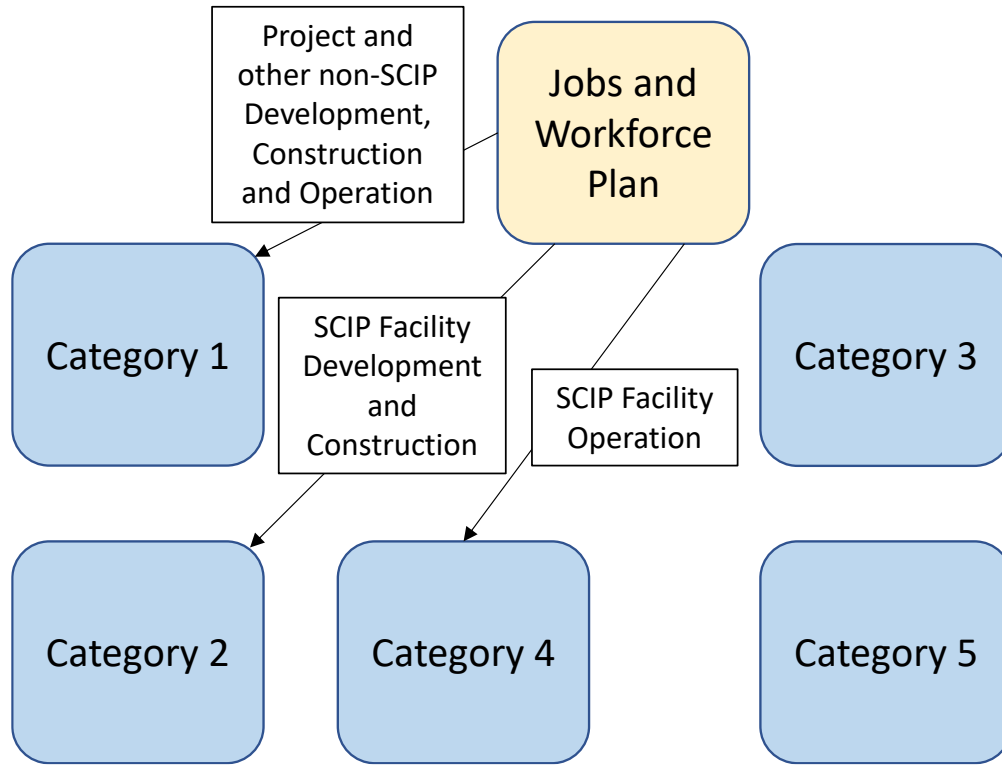 Project and
other non-SCIP
Development,
Construction
and Operation
Jobs and
Workforce
Plan
Category 1
SCIP Facility
Development
and
Construction
SCIP Facility
Operation
Category 3
Category 2
Category 4
Category 5